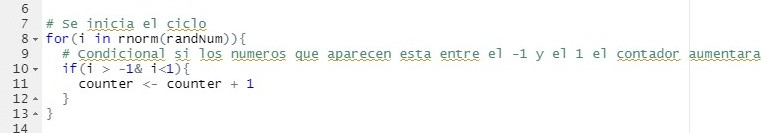 6
7 # Se inicia el ciclo
8 for(i in rnorm(randNum)){
9 # Condicional si los numeros que aparecen esta entre el -1 y el 1 el contador aumentara
10 if(i > -1& i<1){
11 counter <- counter + 1
12 }
13 }
14